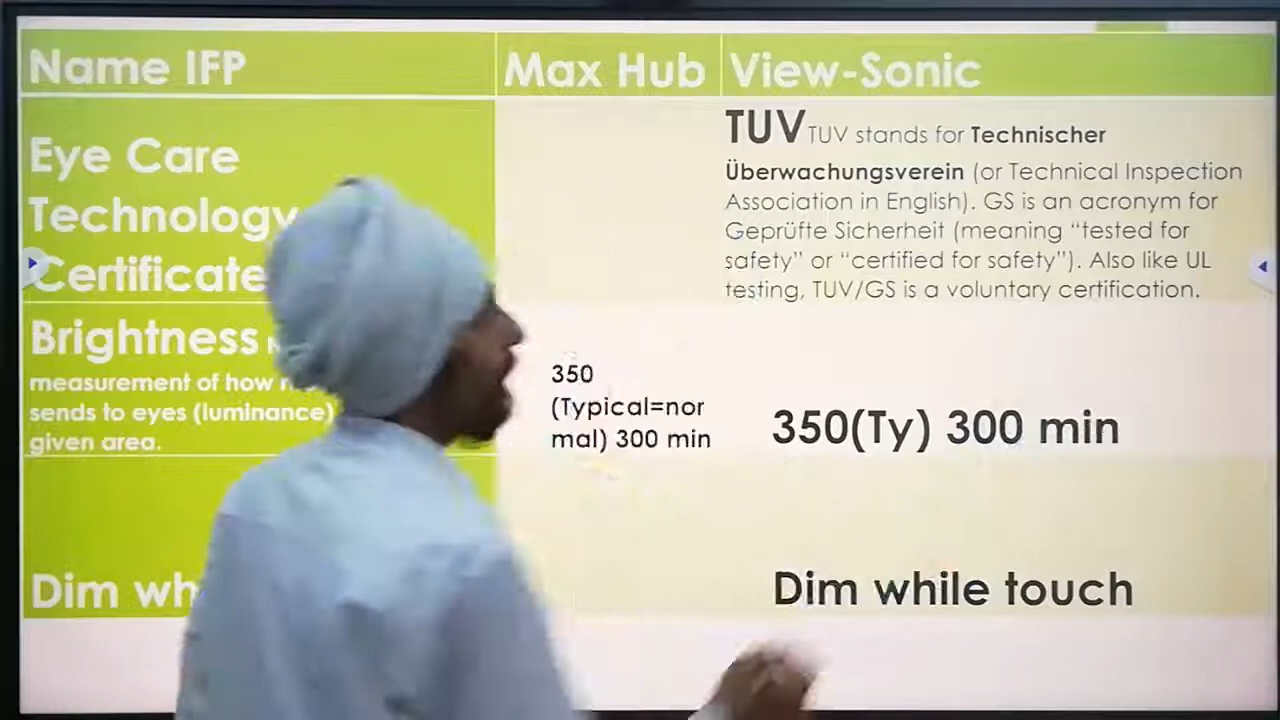 Name IFP
Max Hub
View-Sonic
Eye Care
Technology
Certificate
TUV TUV stands for Technischer
Überwachungsverein (or Technical Inspection
Association in English). GS is an acronym for
Geprüfte Sicherheit (meaning “tested for
safety” or “certified for safety”). Also like UL
testing, TUV/GS is a voluntary certification.
Brightness
measurement of how
sends to eyes (luminance)
given area.
350
(Typical=nor
mal) 300 min
350(Ty) 300 min
Dim
Dim while touch